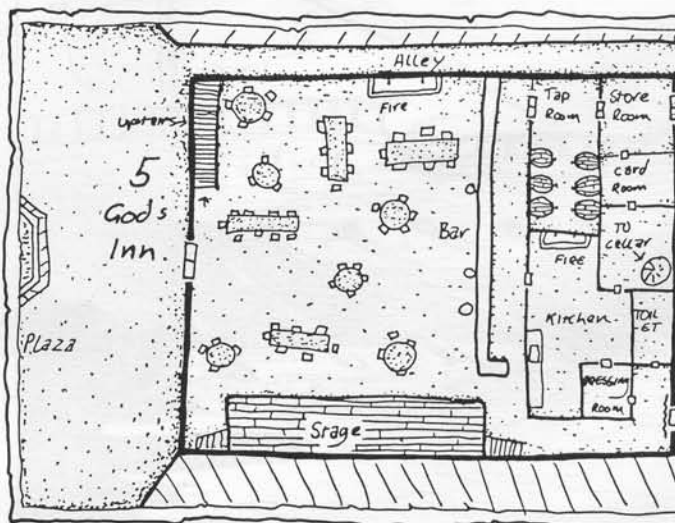 Alley
upstairs
Fire
Tap
Room
Store
Room
5
God's
Inn.
Card
Room
Bar
TO
Cellar
FIRE
Kitchen
TOIL
ET
Plaza
ROOM
Stage